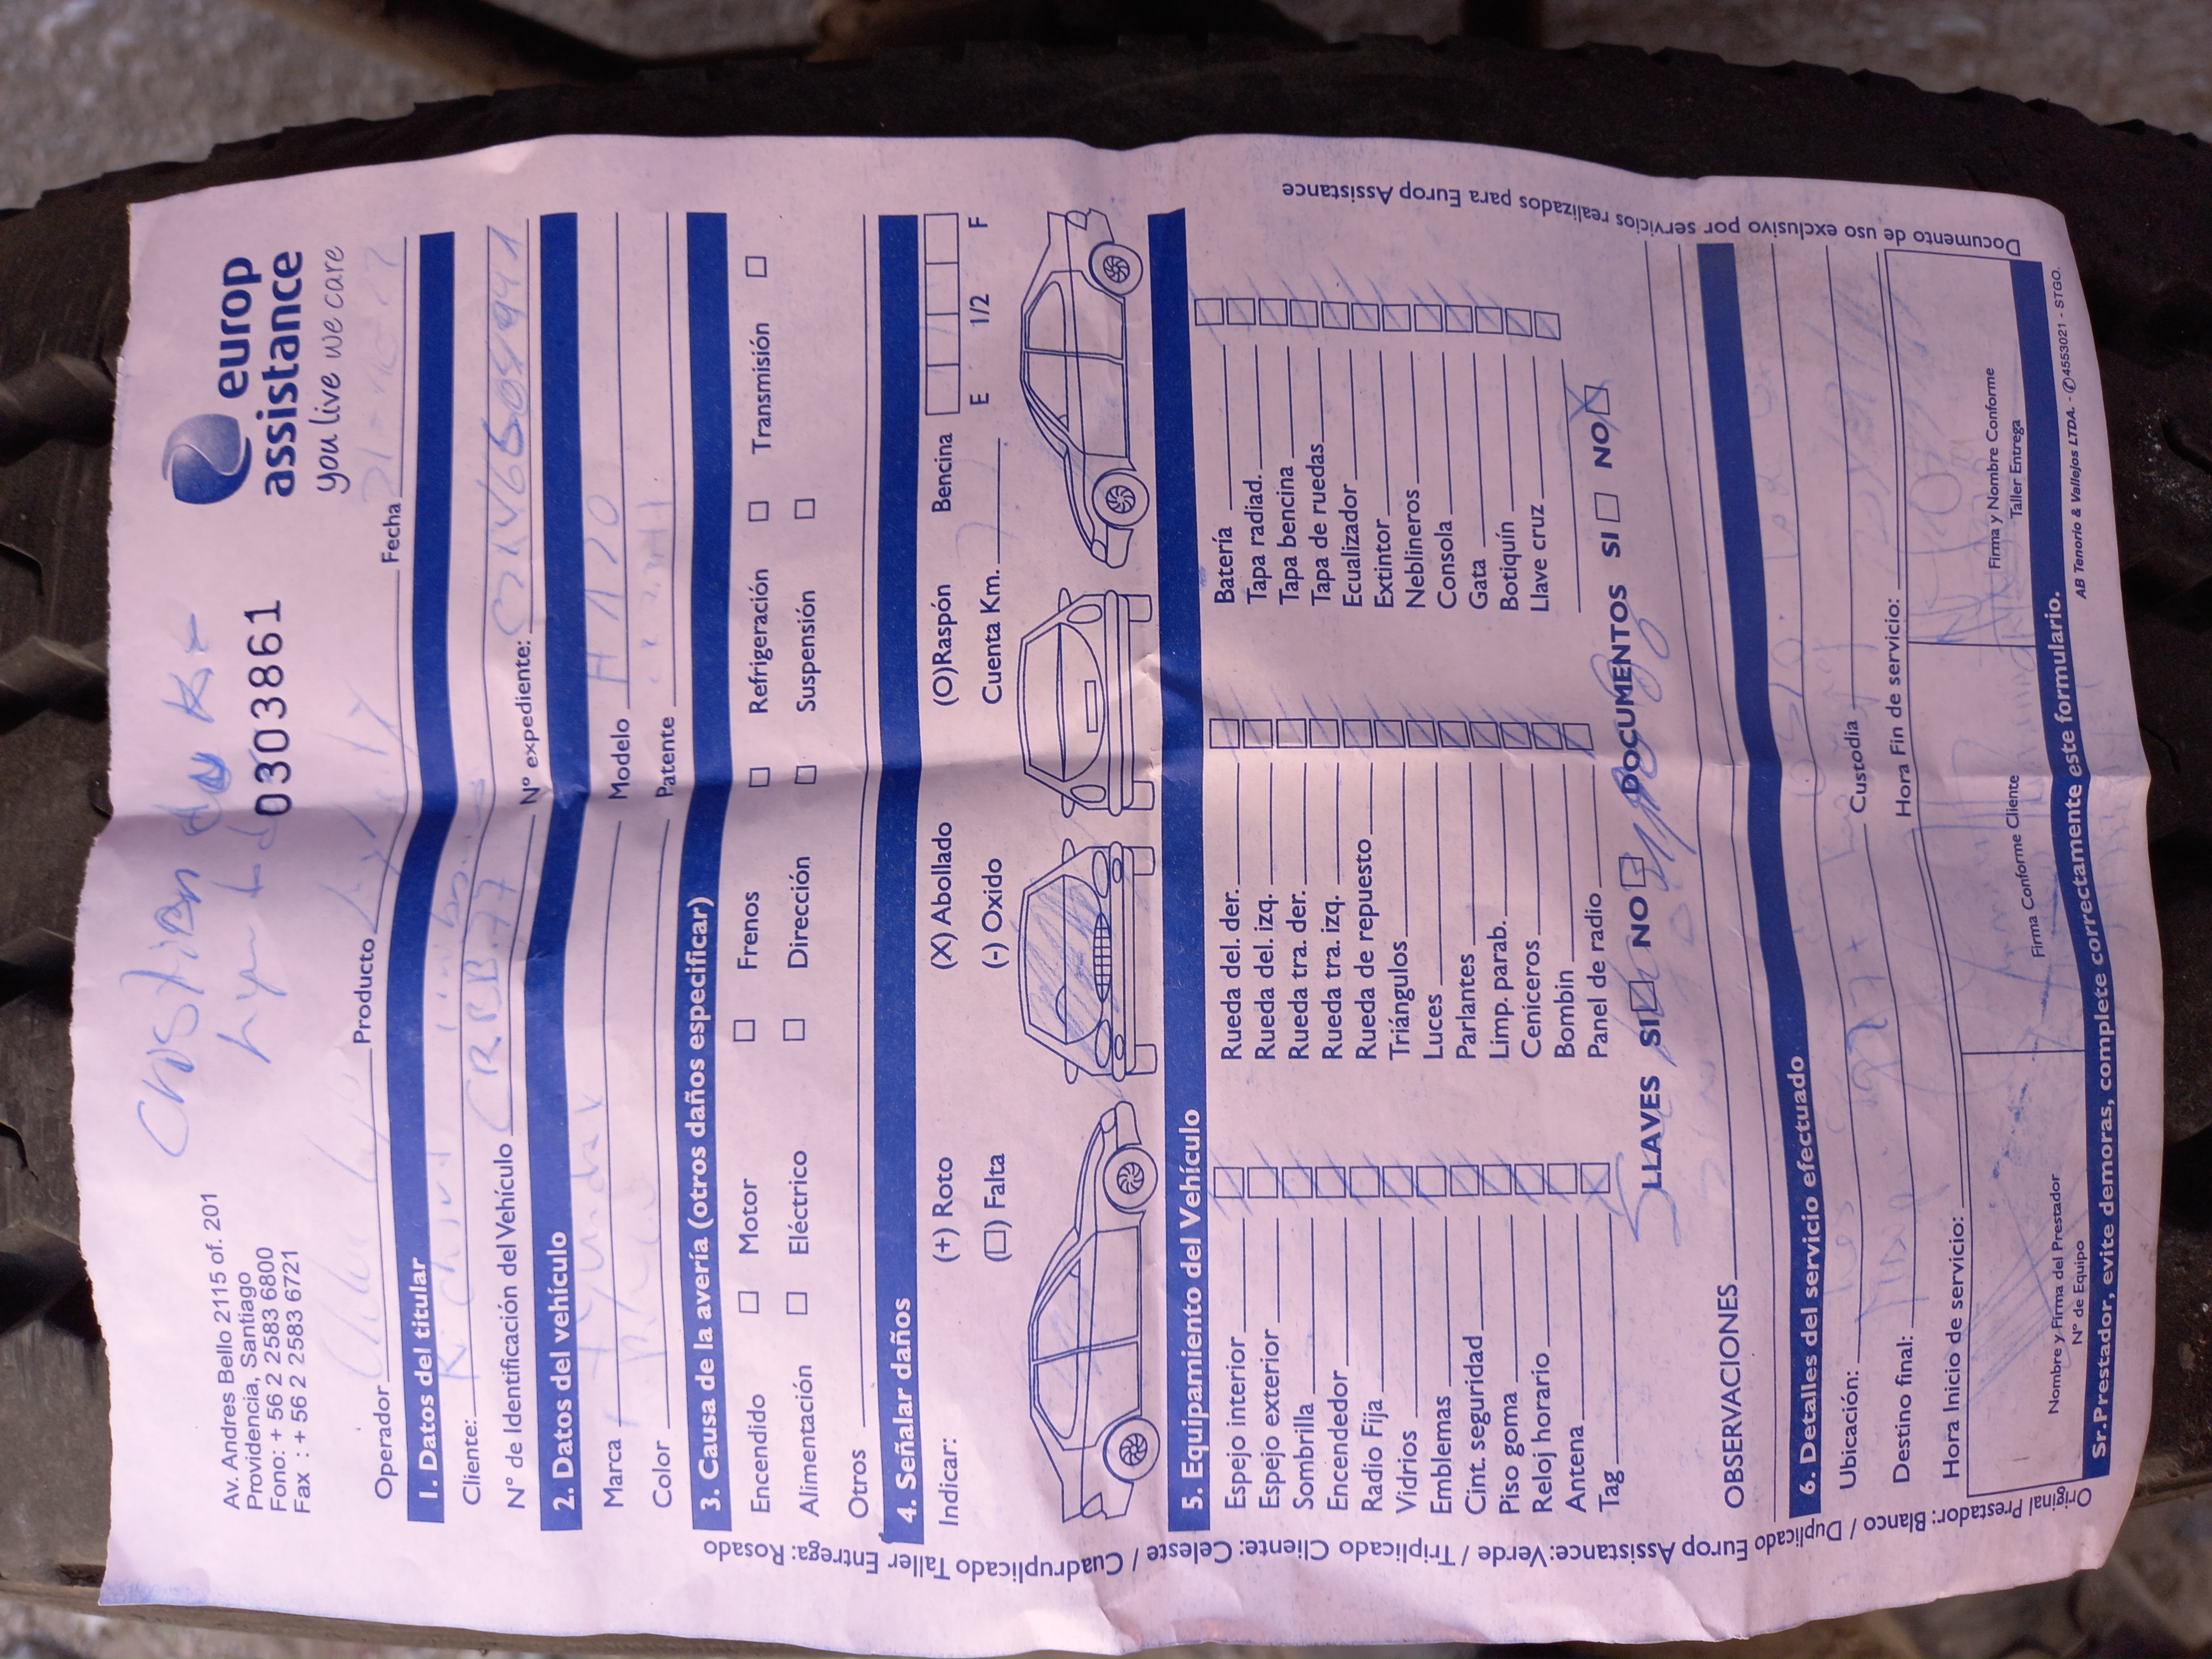 Av. Andres Bello 2115 of. 201
Providencia, Santiago
Fono: + 56 2 2583 6800
Fax : + 56 2 2583 6721
0303861
europ
assistance
you live we care
Operador Producto Fecha
1. Datos del titular
Cliente:
N° de Identificación del Vehículo CRBB·77 N° expediente:
2. Datos del vehículo
Marca Hyundai Modelo H120
Color Patente
3. Causa de la avería (otros daños especificar)
Encendido Motor Frenos Refrigeración Transmisión
Alimentación Eléctrico Dirección Suspensión
Otros
4. Señalar daños
Indicar: (+) Roto (X) Abollado (O)Raspón Bencina
(□) Falta (-) Oxido Cuenta Km. E 1/2 F
5. Equipamiento del Vehículo
Espejo interior Rueda del. der. Batería
Espejo exterior Rueda del. izq. Tapa radiad.
Sombrilla Rueda tra. der. Tapa bencina
Encendedor Rueda tra. izq. Tapa de ruedas
Radio Fija Rueda de repuesto Ecualizador
Vidrios Triángulos Extintor
Emblemas Luces Neblineros
Cint. seguridad Parlantes Consola
Piso goma Limp. parab. Gata
Reloj horario Ceniceros Botiquín
Antena Bombin Llave cruz
Tag Panel de radio
LLAVES SI NO DOCUMENTOS SI NO X
OBSERVACIONES
6. Detalles del servicio efectuado
Ubicación: Custodia
Destino final:
Hora Inicio de servicio: Hora Fin de servicio:
Nombre y Firma del Prestador
N° de Equipo
Firma Conforme Cliente
Firma y Nombre Conforme
Taller Entrega
Sr.Prestador, evite demoras, complete correctamente este formulario.
AB Tenorio & Vallejos LTDA. - ✆4553021 - STGO.
Original Prestador: Blanco / Duplicado Europ Assistance:Verde / Triplicado Cliente: Celeste / Cuadruplicado Taller Entrega: Rosado
Documento de uso exclusivo por servicios realizados para Europ Assistance